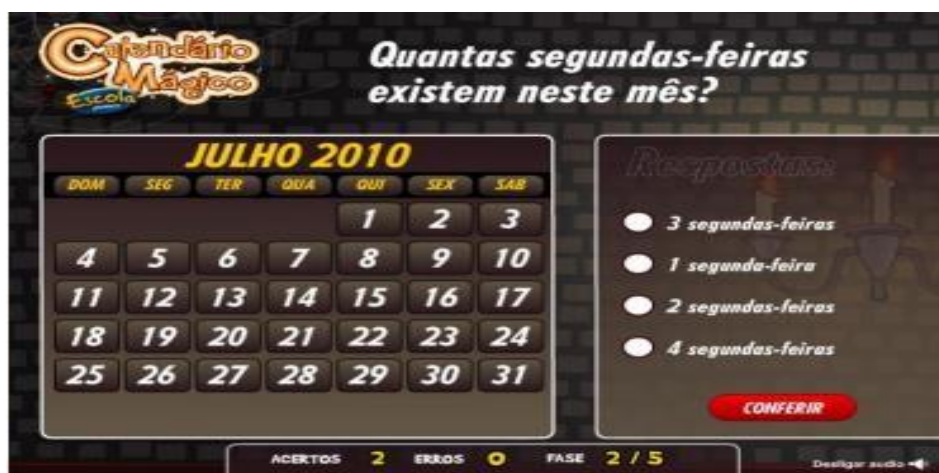 Calendário
Mágico
Escola
Quantas segundas-feiras
existem neste mês?
JULHO 2010
DOM SEG TER QUA QUI SEX SAB
1 2 3
4 5 6 7 8 9 10
11 12 13 14 15 16 17
18 19 20 21 22 23 24
25 26 27 28 29 30 31
Respostas:
3 segundas-feiras
1 segunda-feira
2 segundas-feiras
4 segundas-feiras
CONFERIR
ACERTOS 2 ERROS 0 FASE 2 / 5
Desligar audio